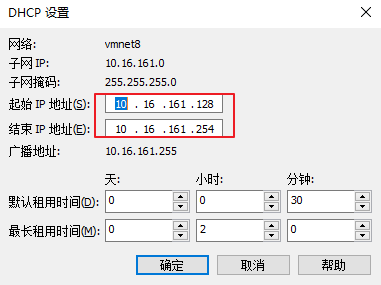 DHCP 设置
网络: vmnet8
子网 IP: 10.16.161.0
子网掩码: 255.255.255.0
起始 IP 地址(S): 10 . 16 .161 .128
结束 IP 地址(E): 10 . 16 .161 .254
广播地址: 10.16.161.255
天: 小时: 分钟:
默认租用时间(D): 0 0 30
最长租用时间(M): 0 2 0
确定 取消 帮助